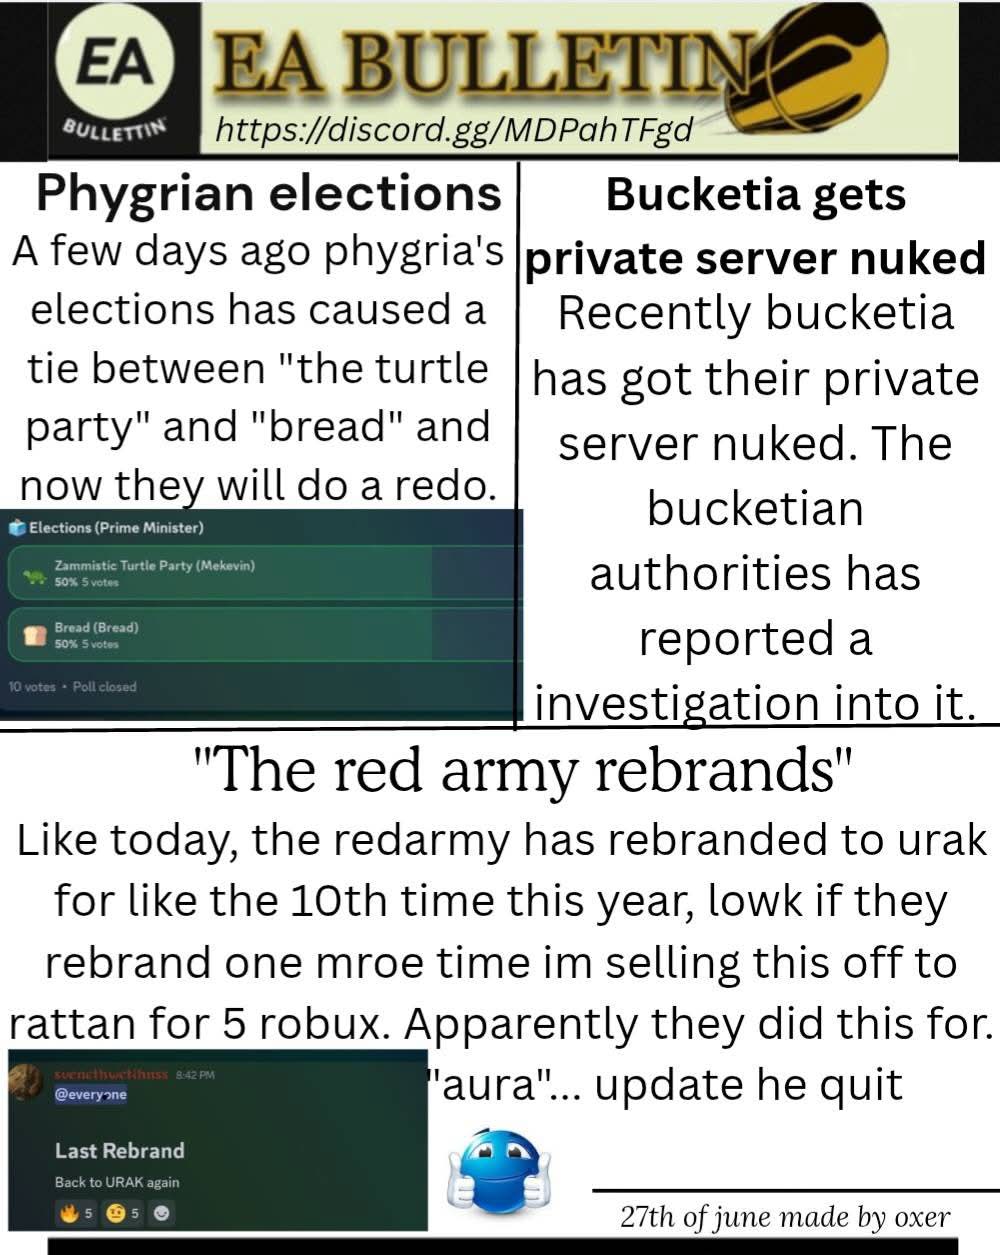 EA
BULLETTIN
EA BULLETIN
https://discord.gg/MDPahTFgd
Phygrian elections
A few days ago phygria's
elections has caused a
tie between "the turtle
party" and "bread" and
now they will do a redo.
Elections (Prime Minister)
Zammistic Turtle Party (Mekevin)
50% 5 votes
Bread (Bread)
50% 5 votes
10 votes • Poll closed
Bucketia gets
private server nuked
Recently bucketia
has got their private
server nuked. The
bucketian
authorities has
reported a
investigation into it.
"The red army rebrands"
Like today, the redarmy has rebranded to urak
for like the 10th time this year, lowk if they
rebrand one mroe time im selling this off to
rattan for 5 robux. Apparently they did this for.
"aura"... update he quit
8:42 PM
@everyone
Last Rebrand
Back to URAK again
5 5
27th of june made by oxer